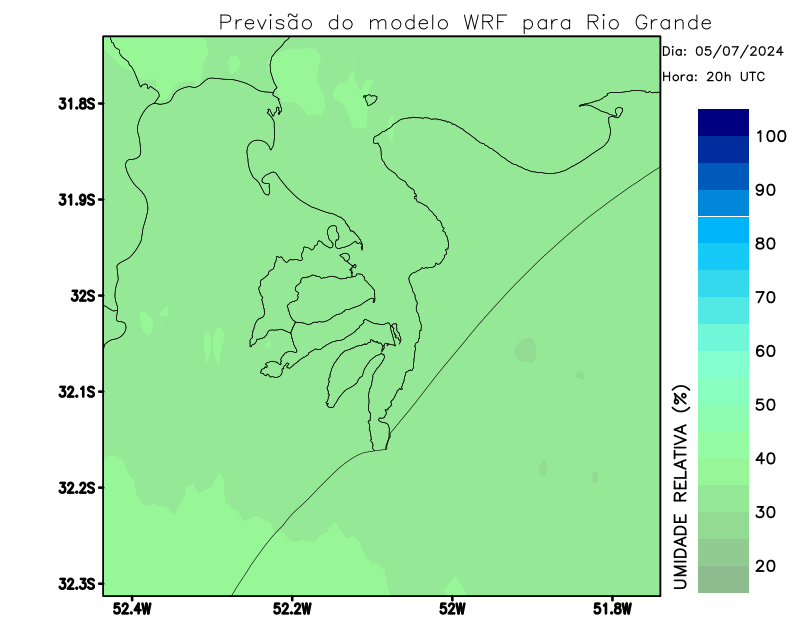 Previsão do modelo WRF para Rio Grande
Dia: 05/07/2024
Hora: 20h UTC
31.8S
31.9S
32S
32.1S
32.2S
32.3S
52.4W
52.2W
52W
51.8W
UMIDADE RELATIVA (%)
100
90
80
70
60
50
40
30
20